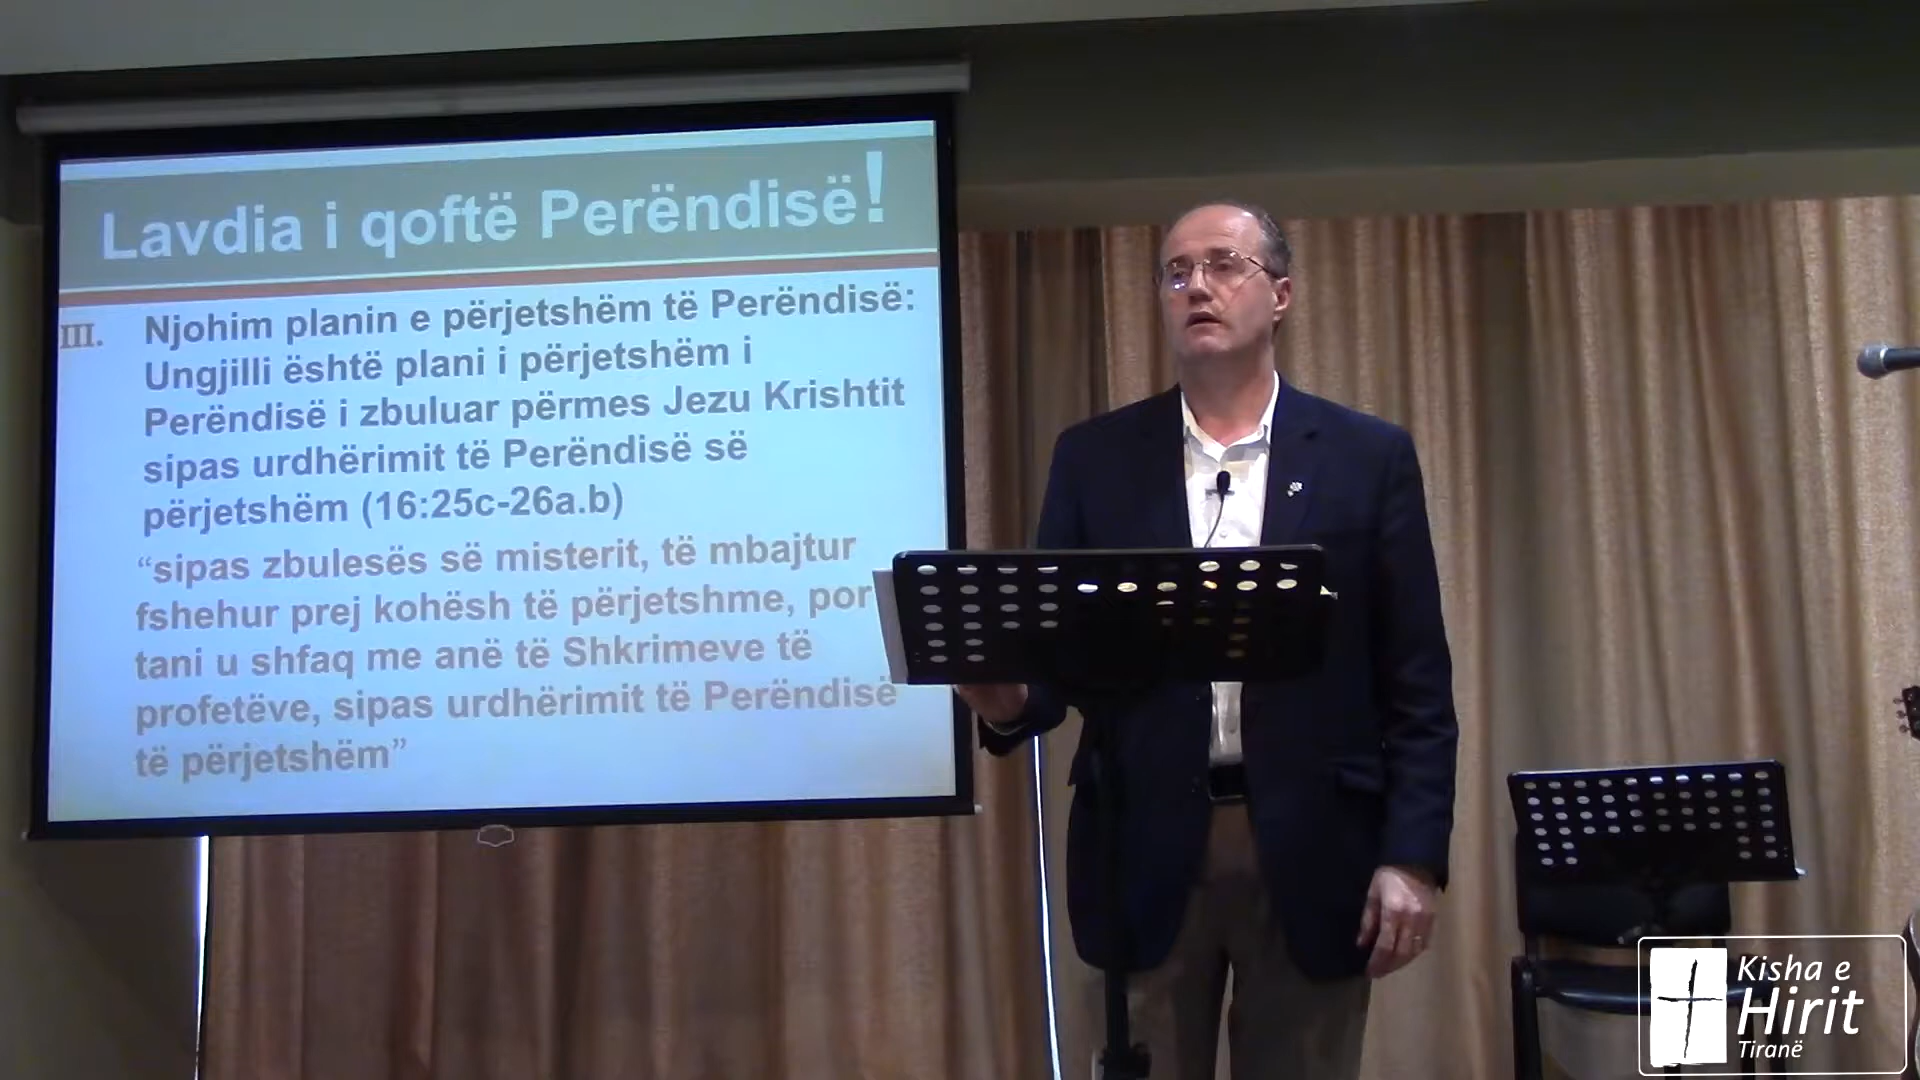 Lavdia i qoftë Perëndisë!
III. Njohim planin e përjetshëm të Perëndisë:
Ungjilli është plani i përjetshëm i
Perëndisë i zbuluar përmes Jezu Krishtit
sipas urdhërimit të Perëndisë së
përjetshëm (16:25c-26a.b)
“sipas zbulesës së misterit, të mbajtur
fshehur prej kohësh të përjetshme, por
tani u shfaq me anë të Shkrimeve të
profetëve, sipas urdhërimit të Perëndisë
të përjetshëm”
Kisha e
Hirit
Tiranë